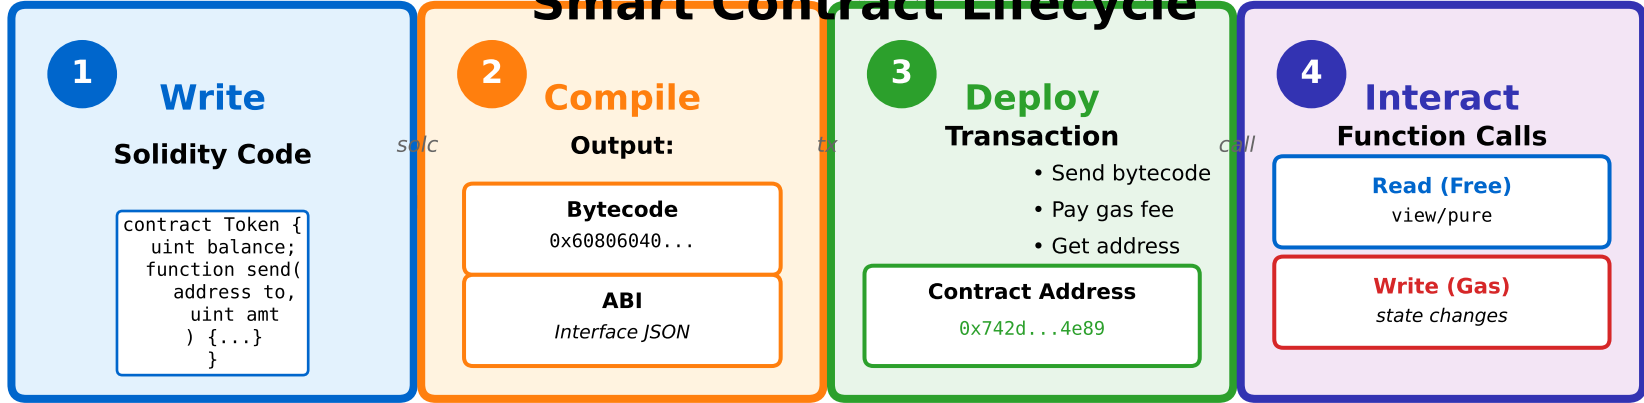 Smart Contract Lifecycle
1
Write
Solidity Code
contract Token {
  uint balance;
  function send(
    address to,
    uint amt
  ) {...}
}
solc
2
Compile
Output:
Bytecode
0x60806040...
ABI
Interface JSON
tx
3
Deploy
Transaction
• Send bytecode
• Pay gas fee
• Get address
Contract Address
0x742d...4e89
call
4
Interact
Function Calls
Read (Free)
view/pure
Write (Gas)
state changes